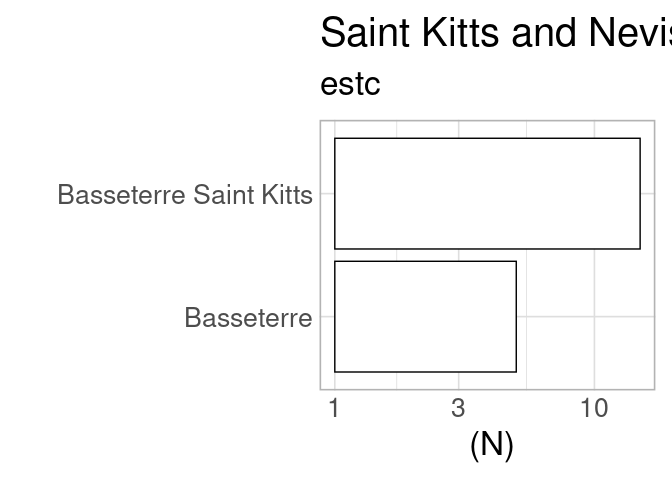 Saint Kitts and Nevis
estc
Basseterre Saint Kitts
Basseterre
1 3 10
(N)